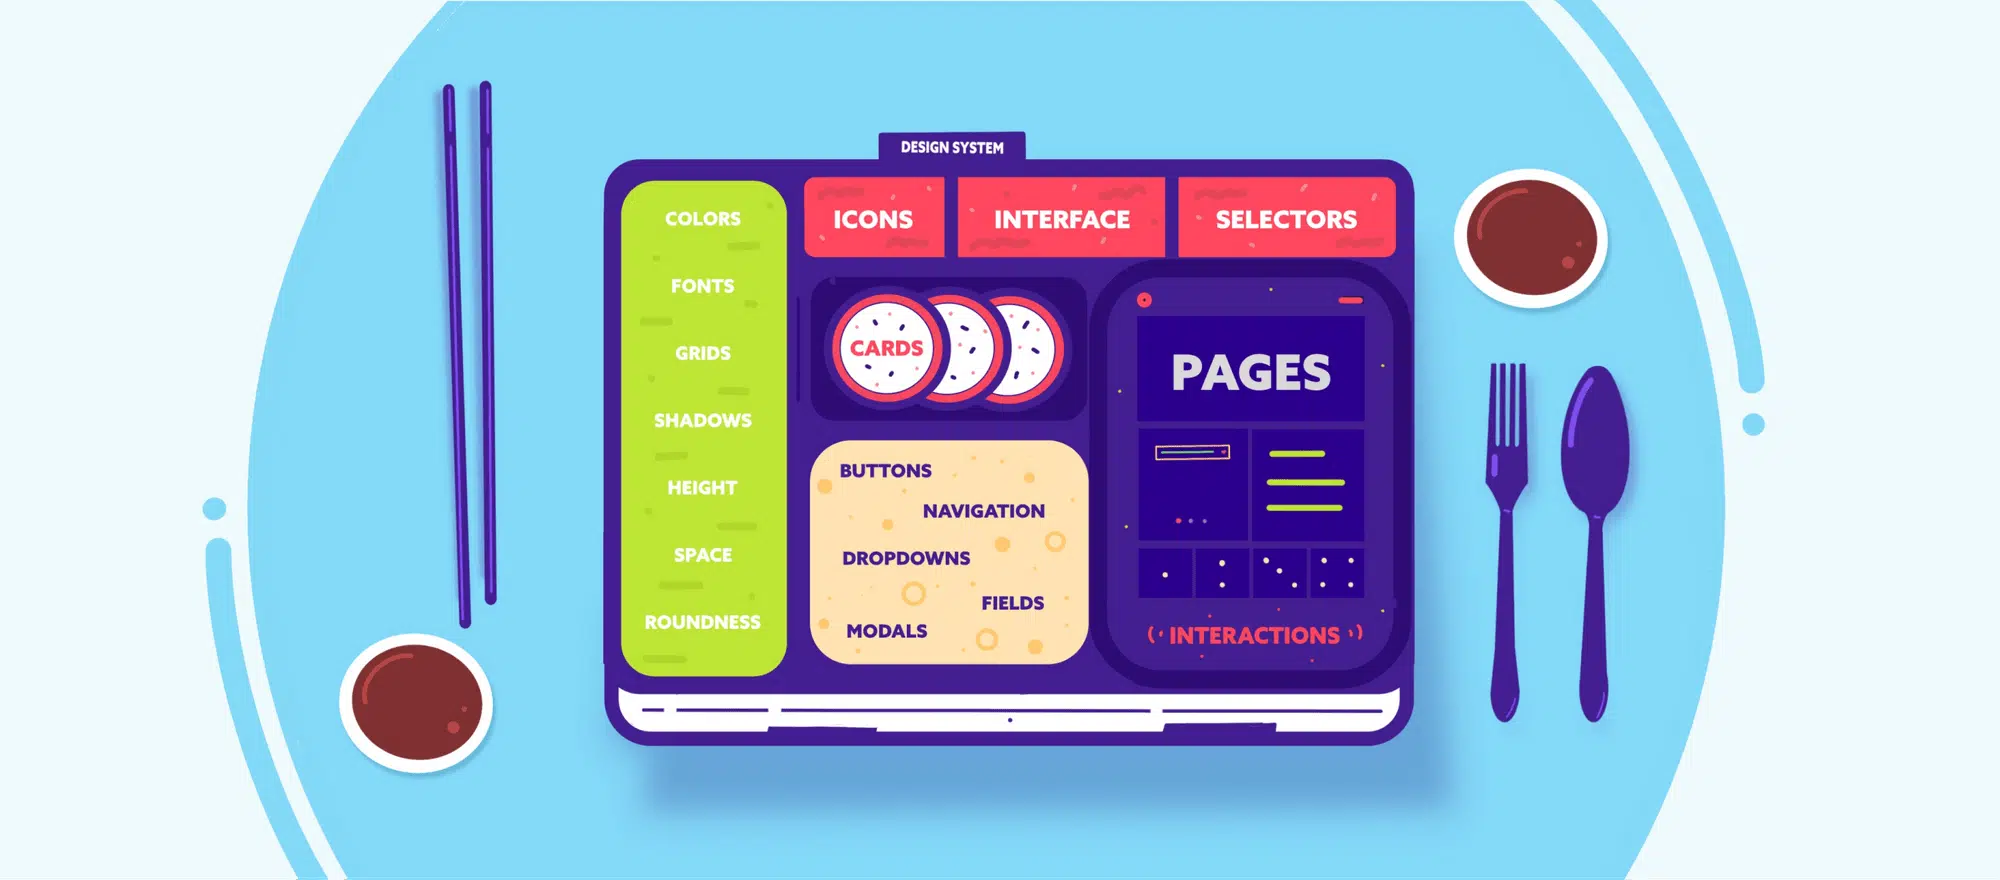 DESIGN SYSTEM
COLORS
FONTS
GRIDS
SHADOWS
HEIGHT
SPACE
ROUNDNESS
ICONS
INTERFACE
SELECTORS
CARDS
BUTTONS
NAVIGATION
DROPDOWNS
FIELDS
MODALS
PAGES
INTERACTIONS